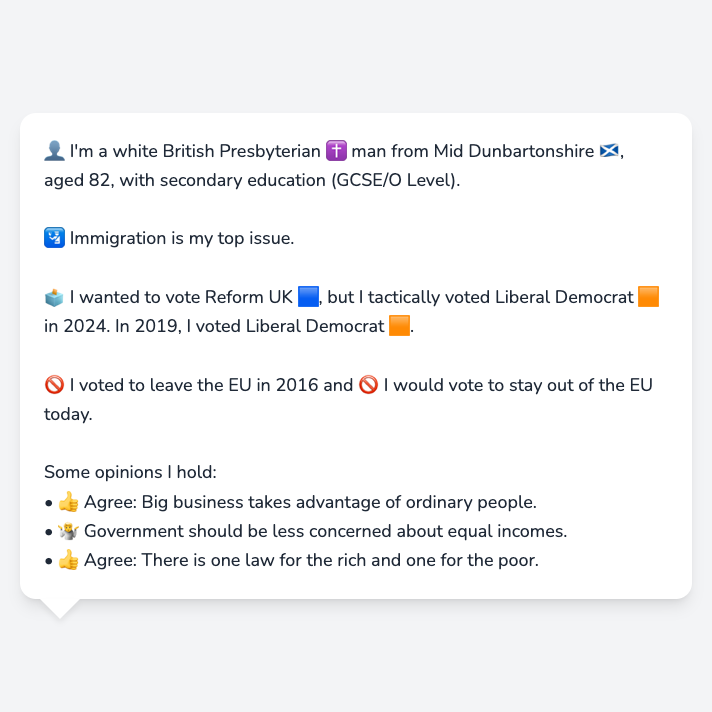 👤 I'm a white British Presbyterian ✝️ man from Mid Dunbartonshire 🏴󠁧󠁢󠁳󠁣󠁴󠁿,
aged 82, with secondary education (GCSE/O Level).
🛂 Immigration is my top issue.
🗳️ I wanted to vote Reform UK 🟦, but I tactically voted Liberal Democrat 🟧
in 2024. In 2019, I voted Liberal Democrat 🟧.
🚫 I voted to leave the EU in 2016 and 🚫 I would vote to stay out of the EU
today.
Some opinions I hold:
• 👍 Agree: Big business takes advantage of ordinary people.
• 🤷 Government should be less concerned about equal incomes.
• 👍 Agree: There is one law for the rich and one for the poor.